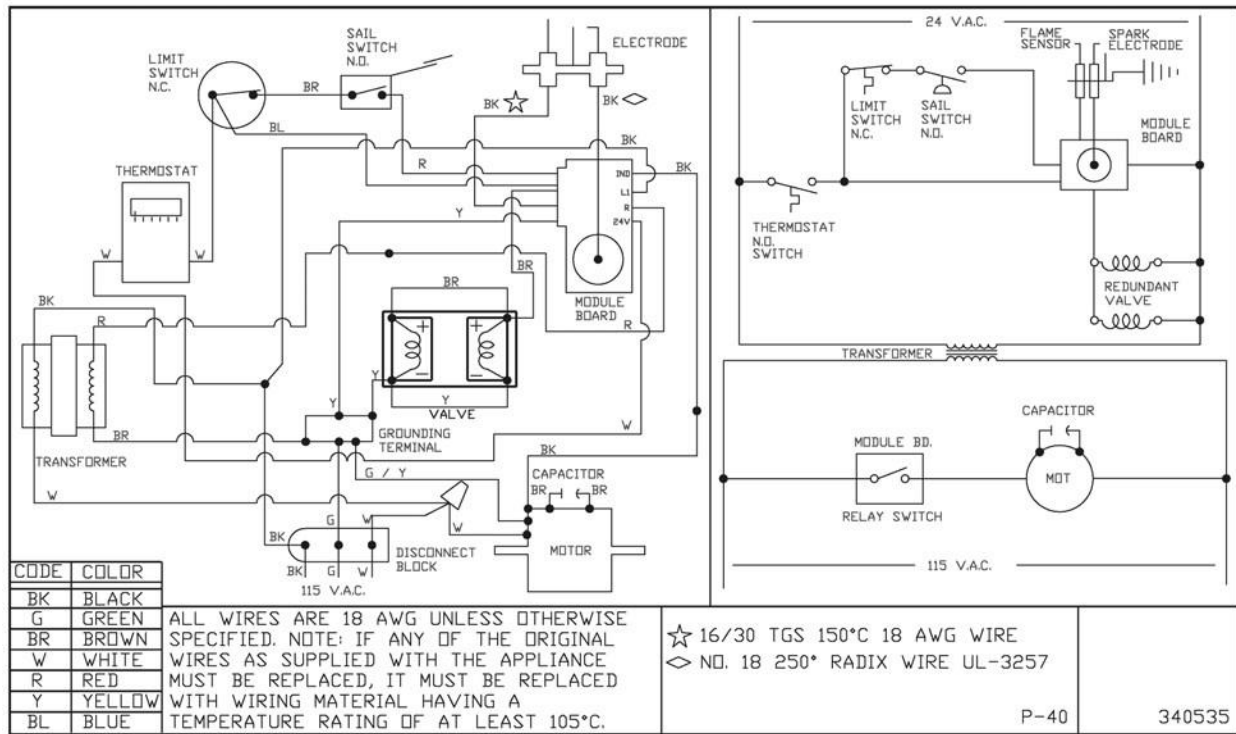 SAIL
SWITCH
N.O.
LIMIT
SWITCH
N.C.
ELECTRODE
BR
BK
BK
BL
BK
R
BK
THERMOSTAT
IND
L1
R
24V
Y
W
W
BR
BK
R
BR
MODULE
BOARD
R
+
+
-
-
Y
Y
VALVE
Y
W
BR
GROUNDING
TERMINAL
TRANSFORMER
BK
G / Y
CAPACITOR
W
BR
BR
G
W
W
BK
DISCONNECT
BLOCK
MOTOR
BK
G
W
115 V.A.C.
24 V.A.C.
FLAME
SENSOR
SPARK
ELECTRODE
LIMIT
SWITCH
N.C.
SAIL
SWITCH
N.O.
MODULE
BOARD
THERMOSTAT
N.O.
SWITCH
REDUNDANT
VALVE
TRANSFORMER
CAPACITOR
MODULE BD.
MOT
RELAY SWITCH
115 V.A.C.
CODE COLOR
BK BLACK
G GREEN
BR BROWN
W WHITE
R RED
Y YELLOW
BL BLUE
ALL WIRES ARE 18 AWG UNLESS OTHERWISE
SPECIFIED. NOTE: IF ANY OF THE ORIGINAL
WIRES AS SUPPLIED WITH THE APPLIANCE
MUST BE REPLACED, IT MUST BE REPLACED
WITH WIRING MATERIAL HAVING A
TEMPERATURE RATING OF AT LEAST 105°C.
16/30 TGS 150°C 18 AWG WIRE
NO. 18 250° RADIX WIRE UL-3257
P-40
340535